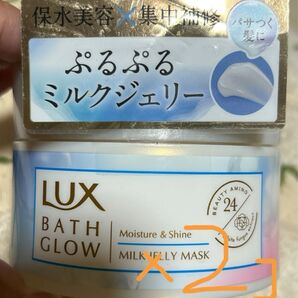 保水美容×集中補修
ぷるぷる
ミルクジェリー
パサつく
髪に
LUX
BATH
GLOW
Moisture & Shine
MILK JELLY MASK
BEAUTY AMINO
24
×2